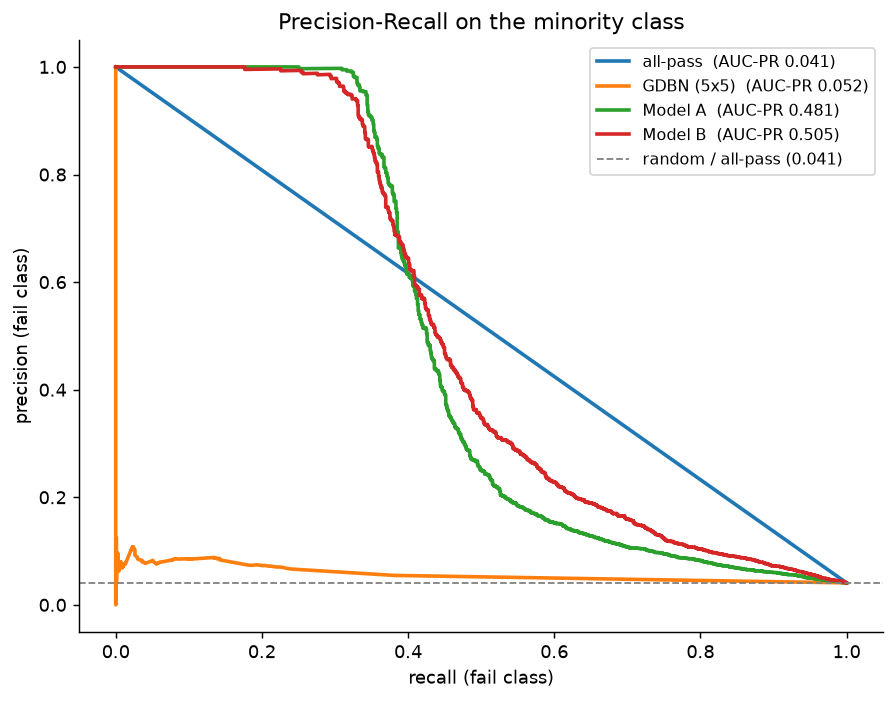 Precision-Recall on the minority class
all-pass (AUC-PR 0.041)
GDBN (5x5) (AUC-PR 0.052)
Model A (AUC-PR 0.481)
Model B (AUC-PR 0.505)
random / all-pass (0.041)
precision (fail class)
1.0
0.8
0.6
0.4
0.2
0.0
0.0 0.2 0.4 0.6 0.8 1.0
recall (fail class)